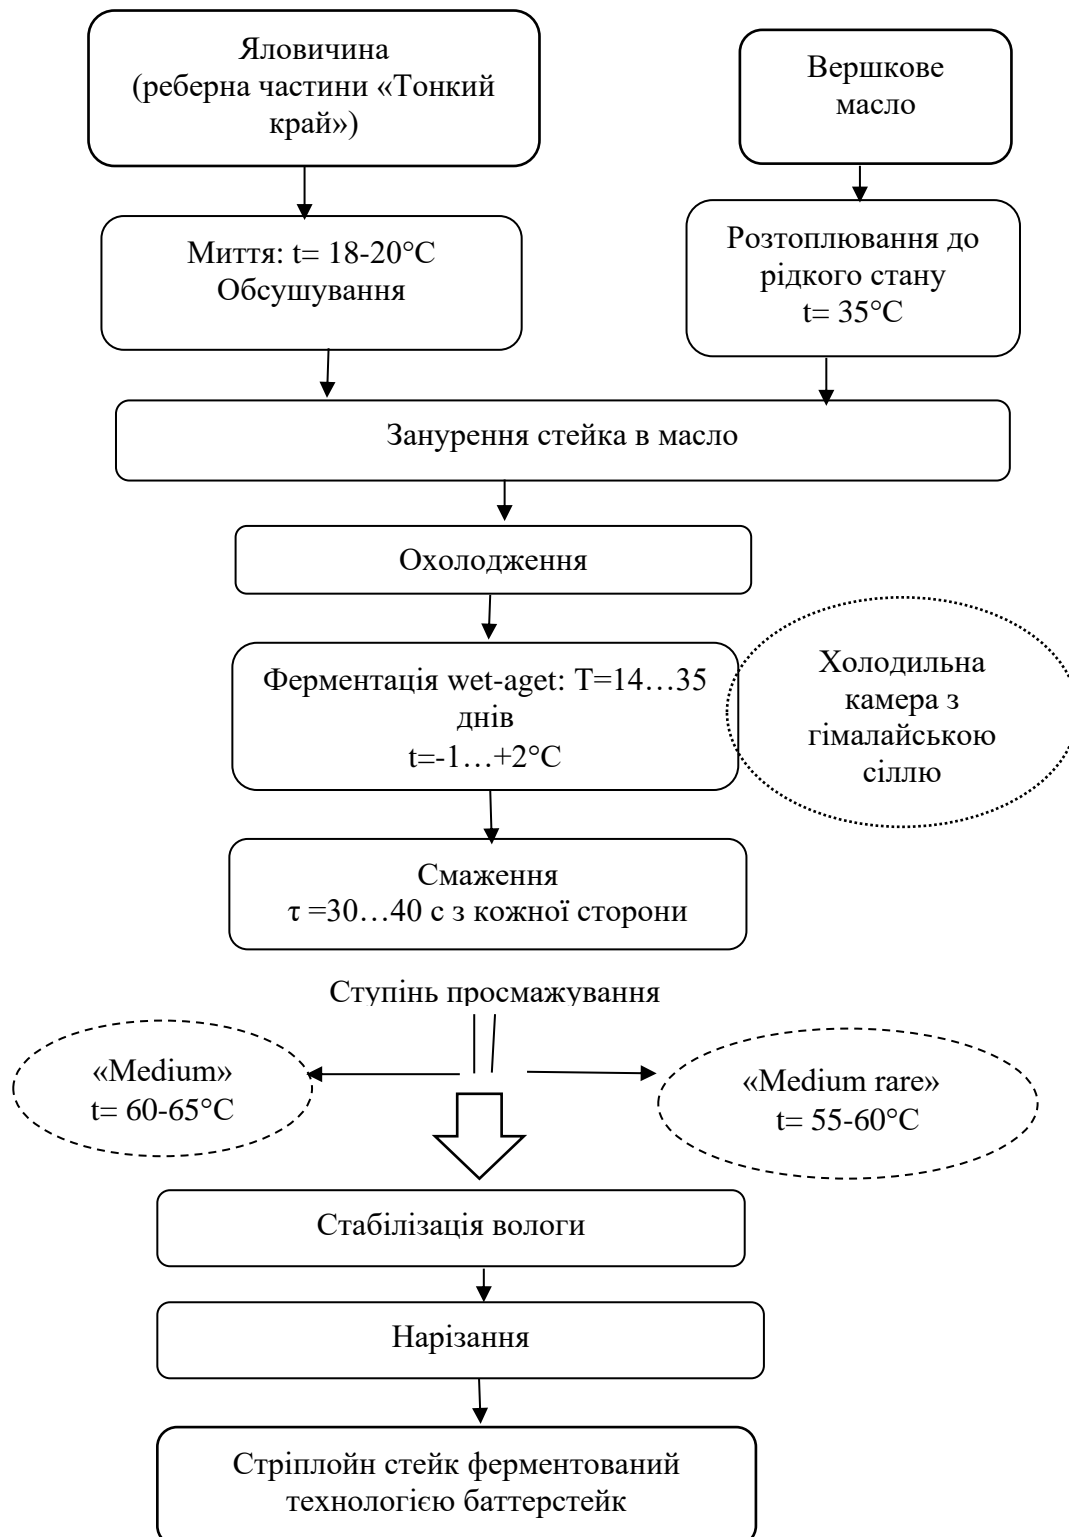 Яловичина
(реберна частини «Тонкий
край»)
Вершкове
масло
Миття: t= 18-20°C
Обсушування
Розтоплювання до
рідкого стану
t= 35°C
Занурення стейка в масло
Охолодження
Ферментація wet-aget: T=14…35
днів
t=-1…+2°C
Холодильна
камера з
гімалайською
сіллю
Смаження
τ =30…40 с з кожної сторони
Ступінь просмажування
«Medium»
t= 60-65°C
«Medium rare»
t= 55-60°C
Стабілізація вологи
Нарізання
Стріплойн стейк ферментований
технологією баттерстейк